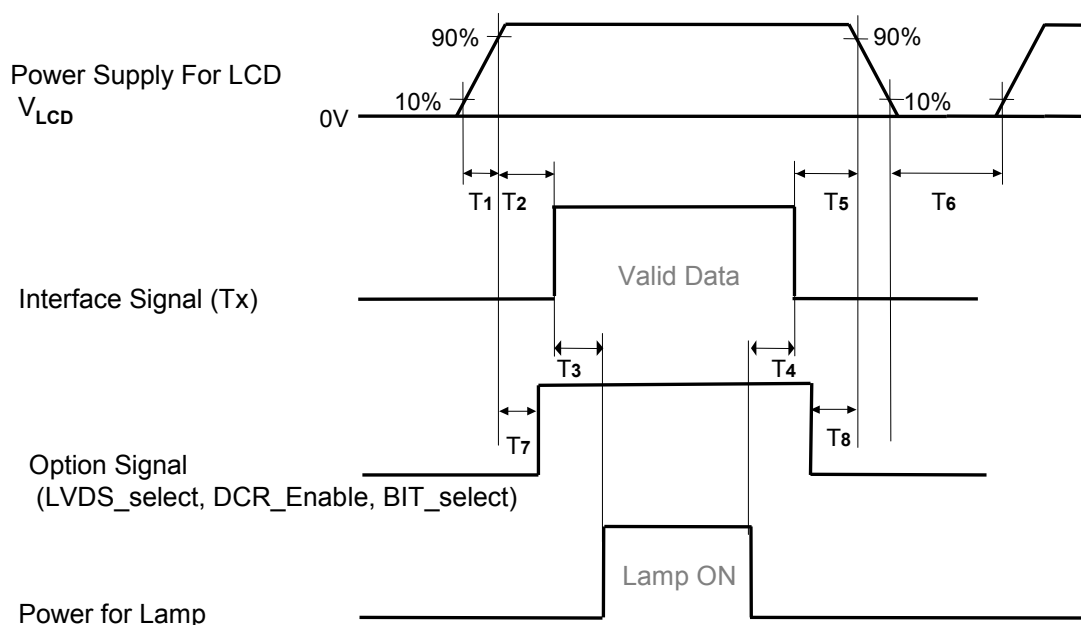 90%
90%
Power Supply For LCD
10%
10%
VLCD
0V
T1
T2
T5
T6
Valid Data
Interface Signal (Tx)
T3
T4
T7
T8
Option Signal
(LVDS_select, DCR_Enable, BIT_select)
Lamp ON
Power for Lamp